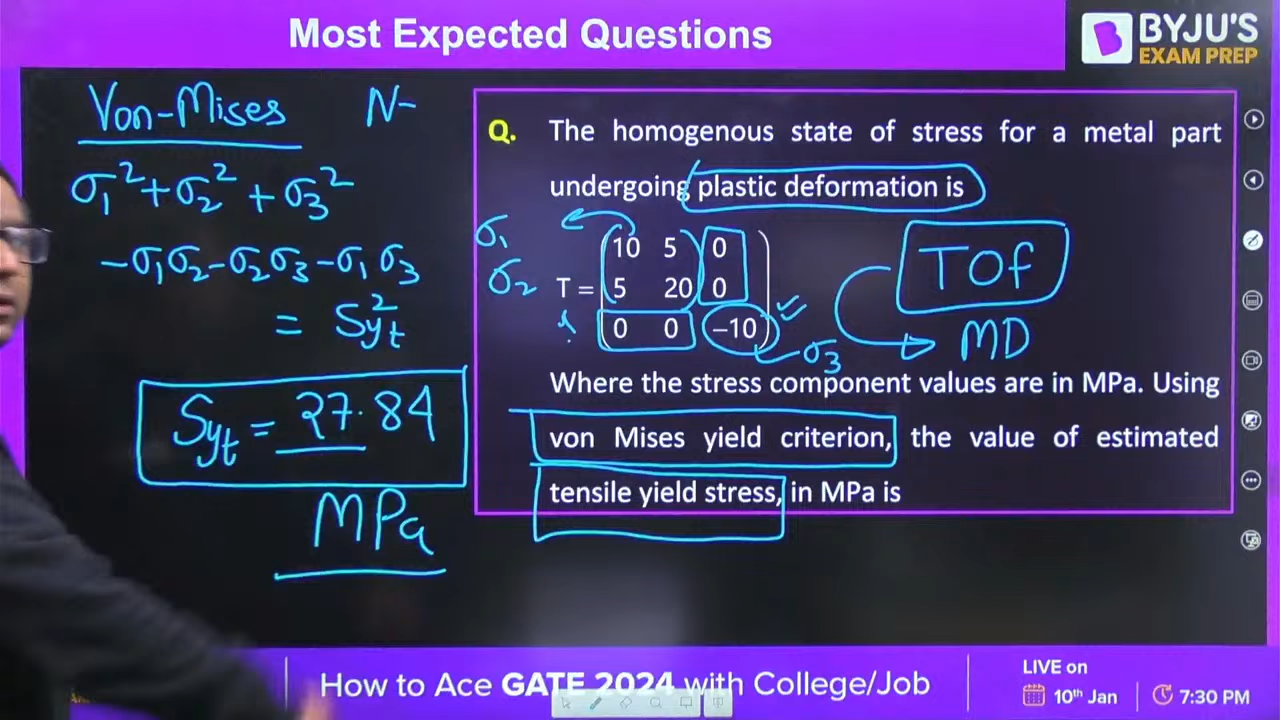 Most Expected Questions
BYJU'S
EXAM PREP
Von-Mises N-
σ₁² + σ₂² + σ₃²
-σ₁σ₂ - σ₂σ₃ - σ₁σ₃
= Syt²
Syt = 27.84
MPa
Q. The homogenous state of stress for a metal part
undergoing plastic deformation is
σ₁ 10 5 0
σ₂ T = 5 20 0
0 0 −10
σ₃
TOf
MD
Where the stress component values are in MPa. Using
von Mises yield criterion, the value of estimated
tensile yield stress, in MPa is
How to Ace GATE 2024 with College/Job
LIVE on
10th Jan 7:30 PM